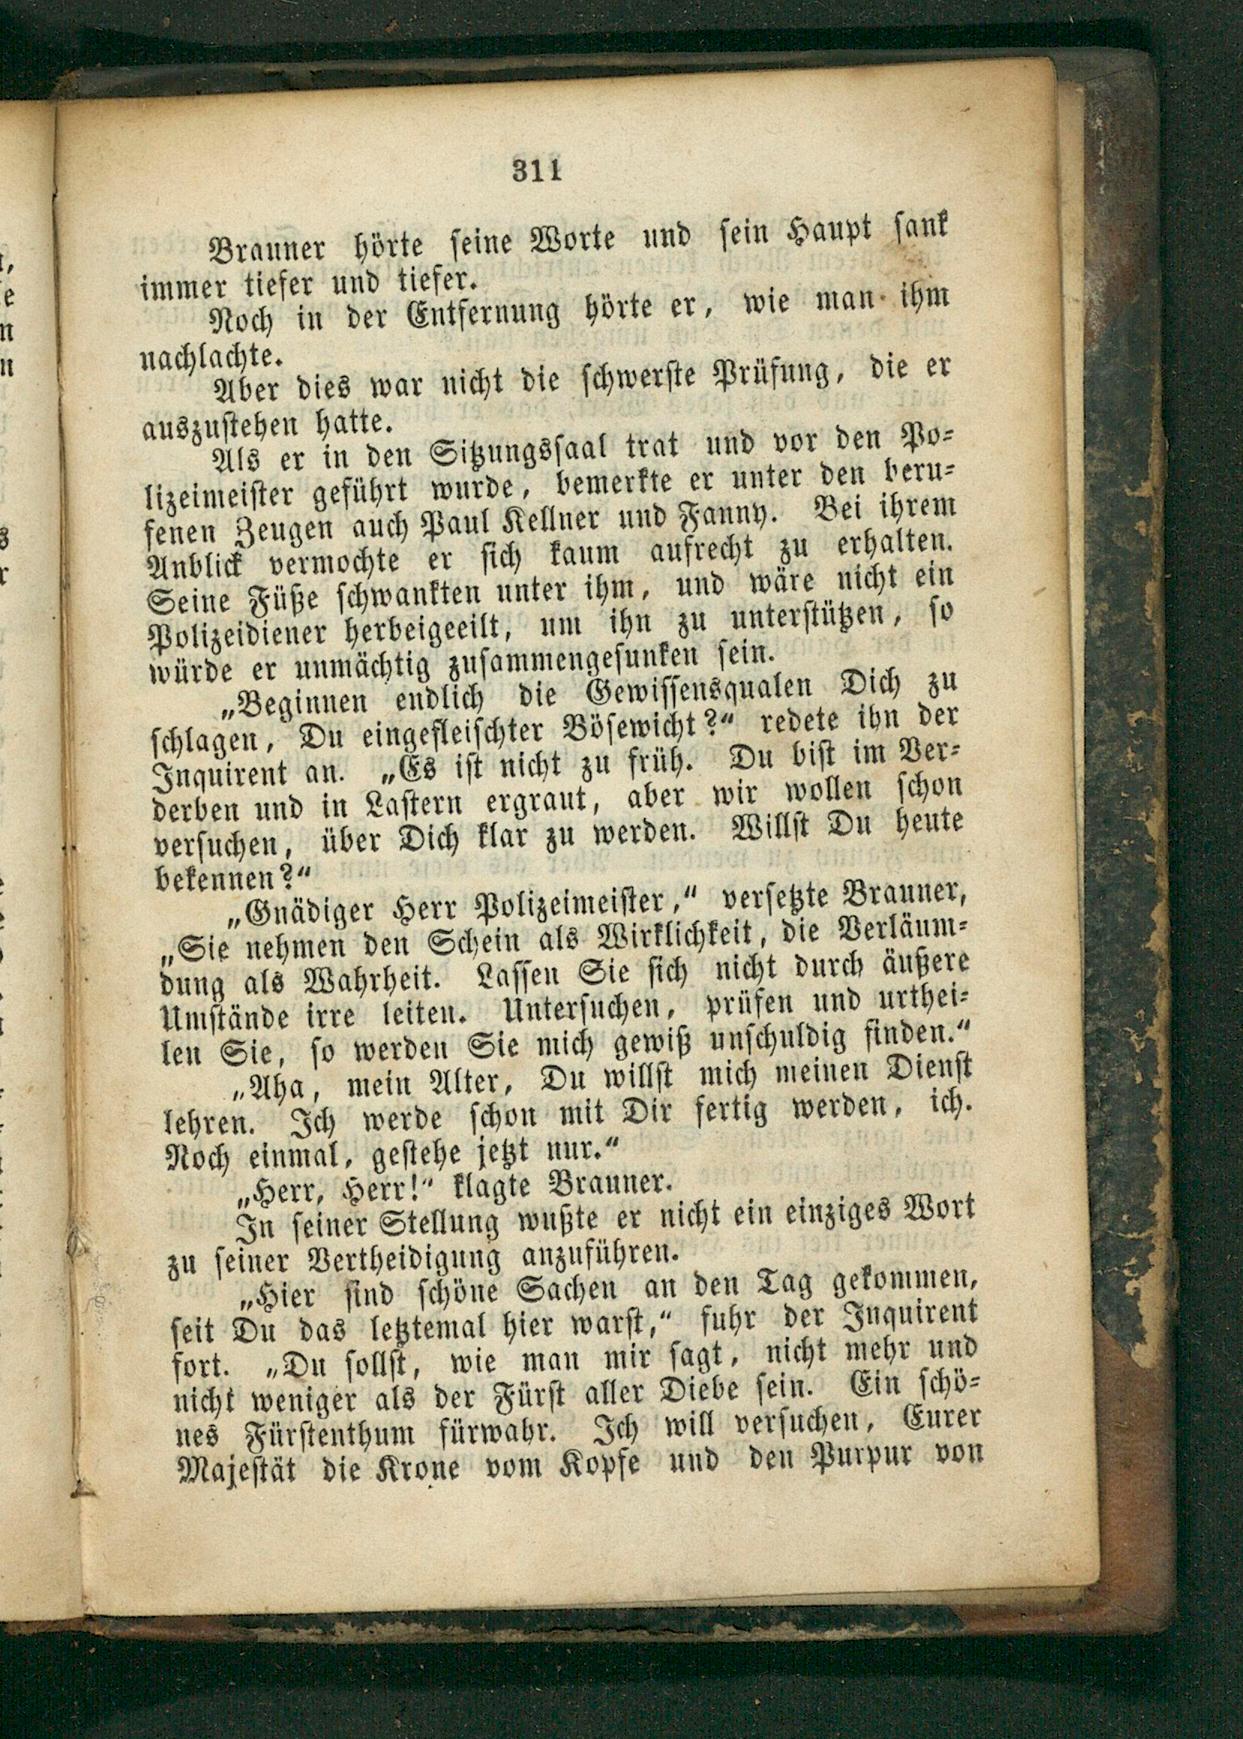 311
Brauner hörte seine Worte und sein Haupt sank
immer tiefer und tiefer.
Noch in der Entfernung hörte er, wie man ihm
nachlachte.
Aber dies war nicht die schwerste Prüfung, die er
auszustehen hatte.
Als er in den Sitzungssaal trat und vor den Po-
lizeimeister geführt wurde, bemerkte er unter den beru-
fenen Zeugen auch Paul Kellner und Fanny. Bei ihrem
Anblick vermochte er sich kaum aufrecht zu erhalten.
Seine Füße schwankten unter ihm, und wäre nicht ein
Polizeidiener herbeigeeilt, um ihn zu unterstützen, so
würde er unmächtig zusammengesunken sein.
„Beginnen endlich die Gewissensqualen Dich zu
schlagen, Du eingefleischter Bösewicht?“ redete ihn der
Inquirent an. „Es ist nicht zu früh. Du bist im Ver-
derben und in Lastern ergraut, aber wir wollen schon
versuchen, über Dich klar zu werden. Willst Du heute
bekennen?“
„Gnädiger Herr Polizeimeister,“ versetzte Brauner,
„Sie nehmen den Schein als Wirklichkeit, die Verläum-
dung als Wahrheit. Lassen Sie sich nicht durch äußere
Umstände irre leiten. Untersuchen, prüfen und urthei-
len Sie, so werden Sie mich gewiß unschuldig finden.“
„Aha, mein Alter, Du willst mich meinen Dienst
lehren. Ich werde schon mit Dir fertig werden, ich.
Noch einmal, gestehe jetzt nur.“
„Herr, Herr!“ klagte Brauner.
In seiner Stellung wußte er nicht ein einziges Wort
zu seiner Vertheidigung anzuführen.
„Hier sind schöne Sachen an den Tag gekommen,
seit Du das letztemal hier warst,“ fuhr der Inquirent
fort. „Du sollst, wie man mir sagt, nicht mehr und
nicht weniger als der Fürst aller Diebe sein. Ein schö-
nes Fürstenthum fürwahr. Ich will versuchen, Eurer
Majestät die Krone vom Kopfe und den Purpur von